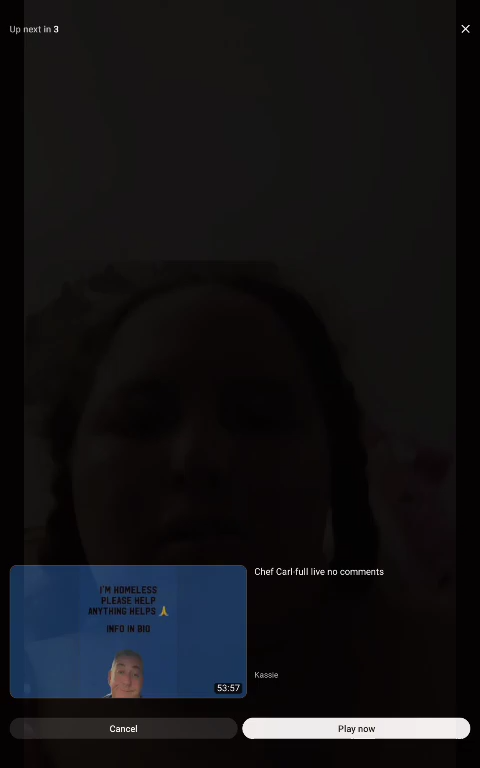 Up next in 3
I'M HOMELESS
PLEASE HELP
ANYTHING HELPS 🙏
INFO IN BIO
53:57
Chef Carl full live no comments
Kassie
Cancel
Play now